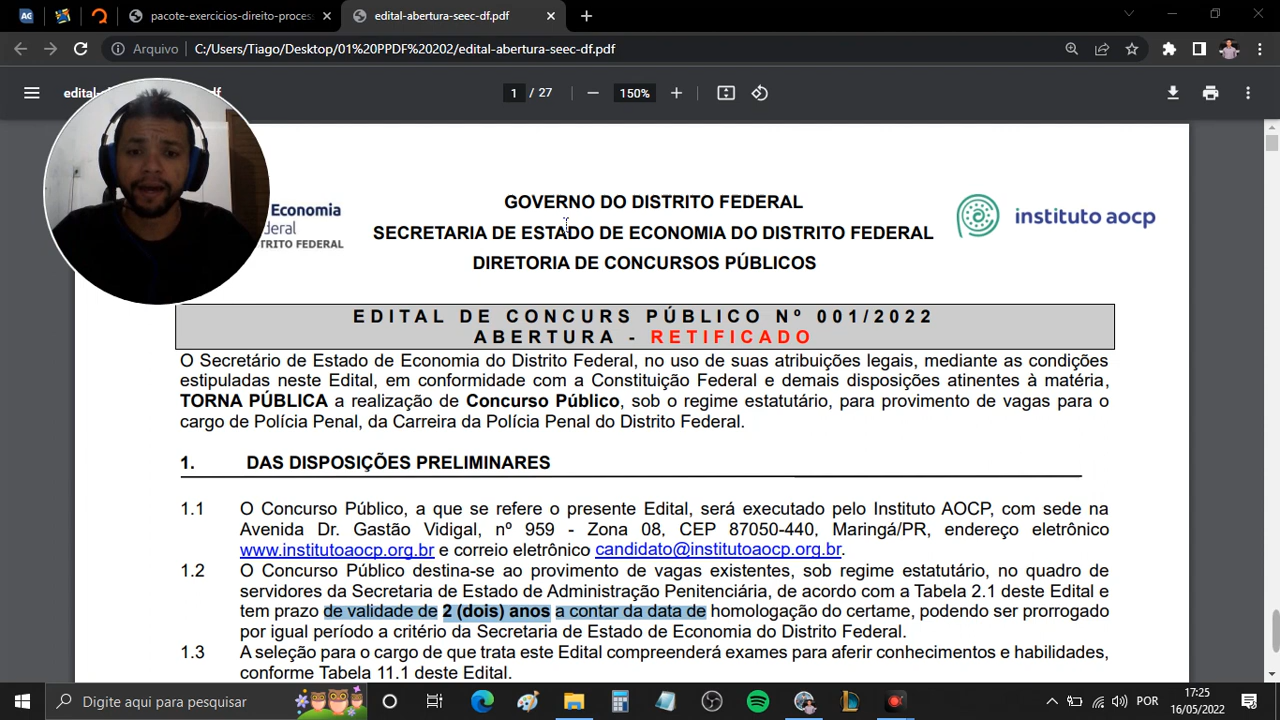 pacote-exercicios-direito-process
edital-abertura-seec-df.pdf
Arquivo
C:/Users/Tiago/Desktop/01%20PPDF%20202/edital-abertura-seec-df.pdf
1 / 27
150%
GOVERNO DO DISTRITO FEDERAL
SECRETARIA DE ESTADO DE ECONOMIA DO DISTRITO FEDERAL
DIRETORIA DE CONCURSOS PÚBLICOS
Economia
deral
TRITO FEDERAL
instituto aocp
EDITAL DE CONCURS PÚBLICO Nº 001/2022
ABERTURA - RETIFICADO
O Secretário de Estado de Economia do Distrito Federal, no uso de suas atribuições legais, mediante as condições
estipuladas neste Edital, em conformidade com a Constituição Federal e demais disposições atinentes à matéria,
TORNA PÚBLICA a realização de Concurso Público, sob o regime estatutário, para provimento de vagas para o
cargo de Polícia Penal, da Carreira da Polícia Penal do Distrito Federal.
1. DAS DISPOSIÇÕES PRELIMINARES
1.1 O Concurso Público, a que se refere o presente Edital, será executado pelo Instituto AOCP, com sede na
Avenida Dr. Gastão Vidigal, nº 959 - Zona 08, CEP 87050-440, Maringá/PR, endereço eletrônico
www.institutoaocp.org.br e correio eletrônico candidato@institutoaocp.org.br.
1.2 O Concurso Público destina-se ao provimento de vagas existentes, sob regime estatutário, no quadro de
servidores da Secretaria de Estado de Administração Penitenciária, de acordo com a Tabela 2.1 deste Edital e
tem prazo de validade de 2 (dois) anos a contar da data de homologação do certame, podendo ser prorrogado
por igual período a critério da Secretaria de Estado de Economia do Distrito Federal.
1.3 A seleção para o cargo de que trata este Edital compreenderá exames para aferir conhecimentos e habilidades,
conforme Tabela 11.1 deste Edital.
Digite aqui para pesquisar
POR
17:25
16/05/2022